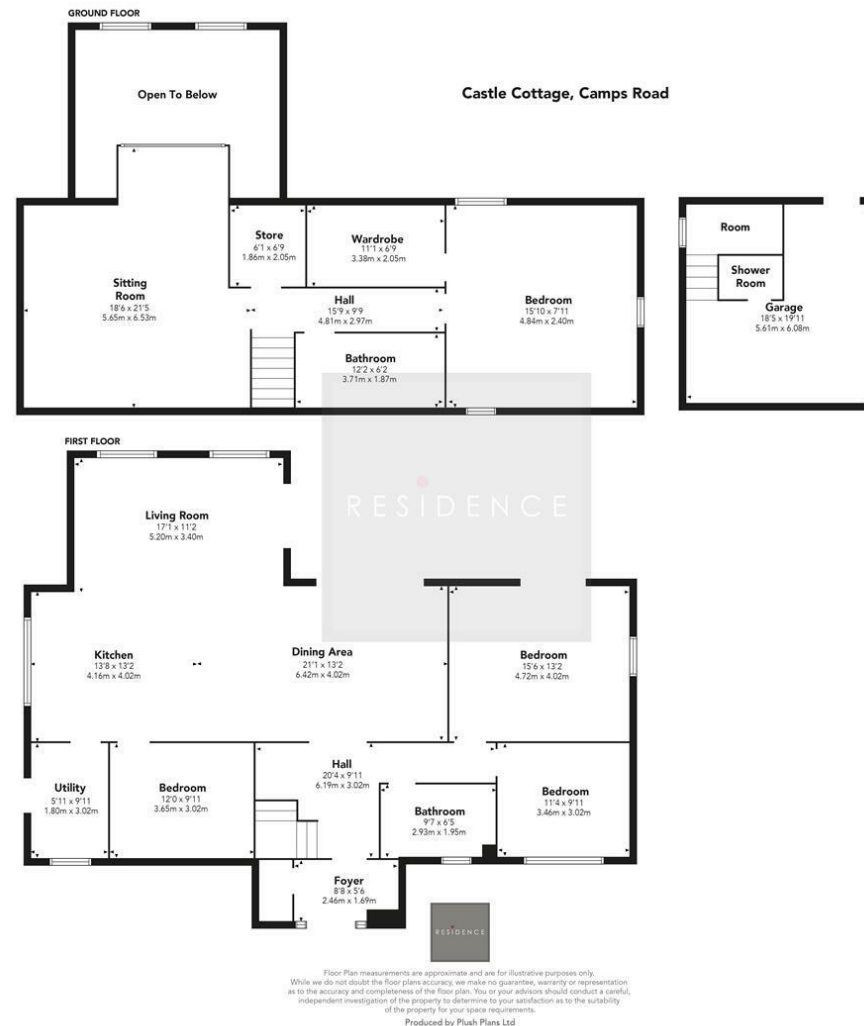 GROUND FLOOR
Open To Below
Castle Cottage, Camps Road
Store
6'1 x 6'9
1.86m x 2.05m
Wardrobe
11'1 x 6'9
3.38m x 2.05m
Room
Shower
Room
Sitting
Room
18'6 x 21'5
5.65m x 6.53m
Hall
15'9 x 9'9
4.81m x 2.97m
Bedroom
15'10 x 7'11
4.84m x 2.40m
Garage
18'5 x 19'11
5.61m x 6.08m
Bathroom
12'2 x 6'2
3.71m x 1.87m
FIRST FLOOR
RESIDENCE
Living Room
17'1 x 11'2
5.20m x 3.40m
Kitchen
13'8 x 13'2
4.16m x 4.02m
Dining Area
21'1 x 13'2
6.42m x 4.02m
Bedroom
15'6 x 13'2
4.72m x 4.02m
Utility
5'11 x 9'11
1.80m x 3.02m
Bedroom
12'0 x 9'11
3.65m x 3.02m
Hall
20'4 x 9'11
6.19m x 3.02m
Bathroom
9'7 x 6'5
2.93m x 1.95m
Bedroom
11'4 x 9'11
3.46m x 3.02m
Foyer
8'8 x 5'6
2.46m x 1.69m
RESIDENCE
Floor Plan measurements are approximate and are for illustrative purposes only.
While we do not doubt the floor plans accuracy, we make no guarantee, warranty or representation
as to the accuracy and completeness of the floor plan. You or your advisors should conduct a careful,
independent investigation of the property to determine to your satisfaction as to the suitability
of the property for your space requirements.
Produced by Plush Plans Ltd